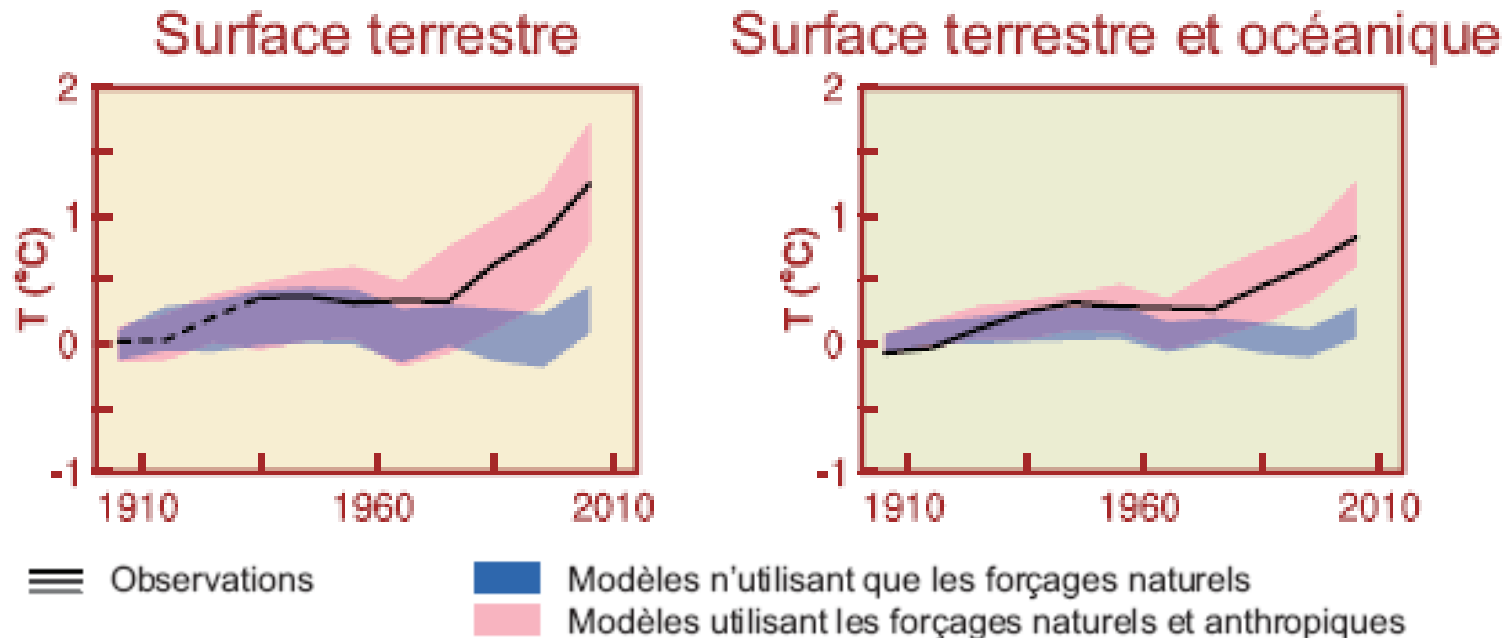 Surface terrestre
2
1
0
-1
T (°C)
1910 1960 2010
Surface terrestre et océanique
2
1
0
-1
T (°C)
1910 1960 2010
Observations
Modèles n'utilisant que les forçages naturels
Modèles utilisant les forçages naturels et anthropiques